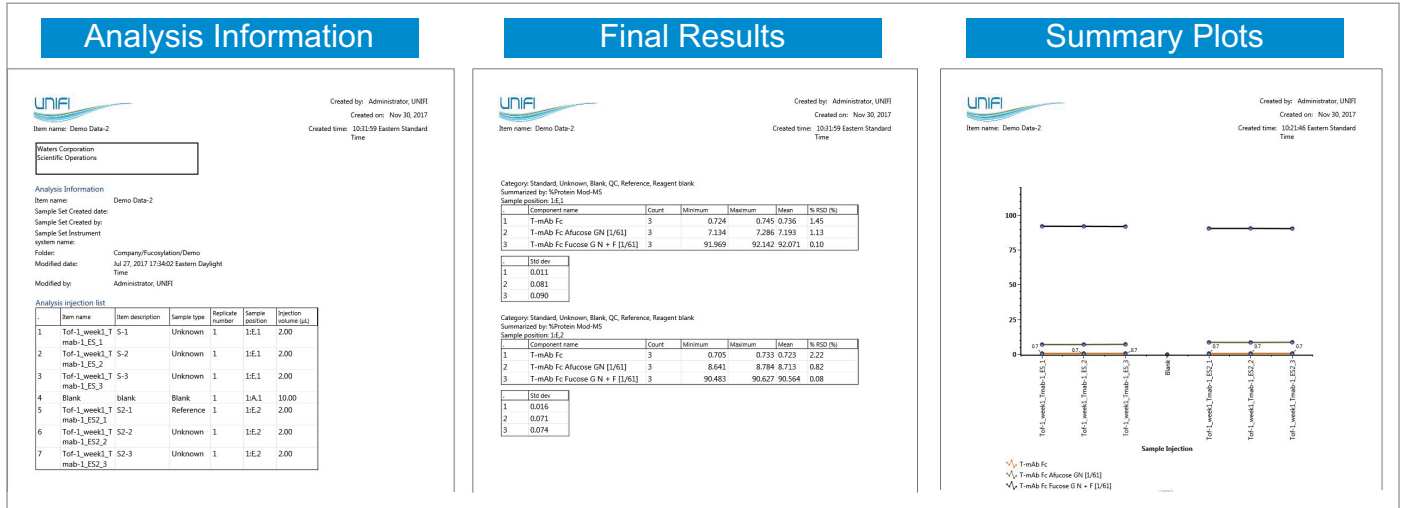 Analysis Information
Final Results
Summary Plots
UNIFI
Created by: Administrator, UNIFI
Created on: Nov 30, 2017
Item name: Demo Data-2
Created time: 10:31:59 Eastern Standard
Time
Waters Corporation
Scientific Operations
Analysis Information
Item name: Demo Data-2
Sample Set Created date:
Sample Set Created by:
Sample Set Instrument
system name:
Folder: Company/Fucosylation/Demo
Modified date: Jul 27, 2017 17:34:02 Eastern Daylight
Time
Modified by: Administrator, UNIFI
Analysis injection list
. Item name Item description Sample type Replicate number Sample position Injection volume (µL)
1 Tof-1_week1_T S-1 Unknown 1 1:E,1 2.00
mab-1_ES_1
2 Tof-1_week1_T S-2 Unknown 1 1:E,1 2.00
mab-1_ES_2
3 Tof-1_week1_T S-3 Unknown 1 1:E,1 2.00
mab-1_ES_3
4 Blank blank Blank 1 1:A,1 10.00
5 Tof-1_week1_T S2-1 Reference 1 1:E,2 2.00
mab-1_ES2_1
6 Tof-1_week1_T S2-2 Unknown 1 1:E,2 2.00
mab-1_ES2_2
7 Tof-1_week1_T S2-3 Unknown 1 1:E,2 2.00
mab-1_ES2_3
UNIFI
Created by: Administrator, UNIFI
Created on: Nov 30, 2017
Item name: Demo Data-2
Created time: 10:31:59 Eastern Standard
Time
Category: Standard, Unknown, Blank, QC, Reference, Reagent blank
Summarized by: %Protein Mod-MS
Sample position: 1:E,1
. Component name Count Minimum Maximum Mean % RSD (%)
1 T-mAb Fc 3 0.724 0.745 0.736 1.45
2 T-mAb Fc Afucose GN [1/61] 3 7.134 7.286 7.193 1.13
3 T-mAb Fc Fucose G N + F [1/61] 3 91.969 92.142 92.071 0.10
. Std dev
1 0.011
2 0.081
3 0.090
Category: Standard, Unknown, Blank, QC, Reference, Reagent blank
Summarized by: %Protein Mod-MS
Sample position: 1:E,2
. Component name Count Minimum Maximum Mean % RSD (%)
1 T-mAb Fc 3 0.705 0.733 0.723 2.22
2 T-mAb Fc Afucose GN [1/61] 3 8.641 8.784 8.713 0.82
3 T-mAb Fc Fucose G N + F [1/61] 3 90.483 90.627 90.564 0.08
. Std dev
1 0.016
2 0.071
3 0.074
UNIFI
Created by: Administrator, UNIFI
Created on: Nov 30, 2017
Item name: Demo Data-2
Created time: 10:21:46 Eastern Standard
Time
100
75
50
25
0
0.7 0.7 0.7 0.7 0.7 0.7
Tof-1_week1_Tmab-1_ES_1
Tof-1_week1_Tmab-1_ES_2
Tof-1_week1_Tmab-1_ES_3
Blank
Tof-1_week1_Tmab-1_ES2_1
Tof-1_week1_Tmab-1_ES2_2
Tof-1_week1_Tmab-1_ES2_3
Sample Injection
T-mAb Fc
T-mAb Fc Afucose GN [1/61]
T-mAb Fc Fucose G N + F [1/61]